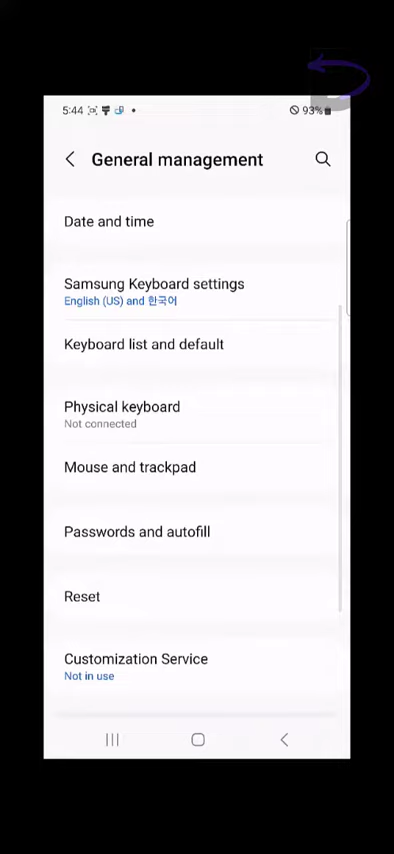 5:44
93%
General management
Date and time
Samsung Keyboard settings
English (US) and 한국어
Keyboard list and default
Physical keyboard
Not connected
Mouse and trackpad
Passwords and autofill
Reset
Customization Service
Not in use